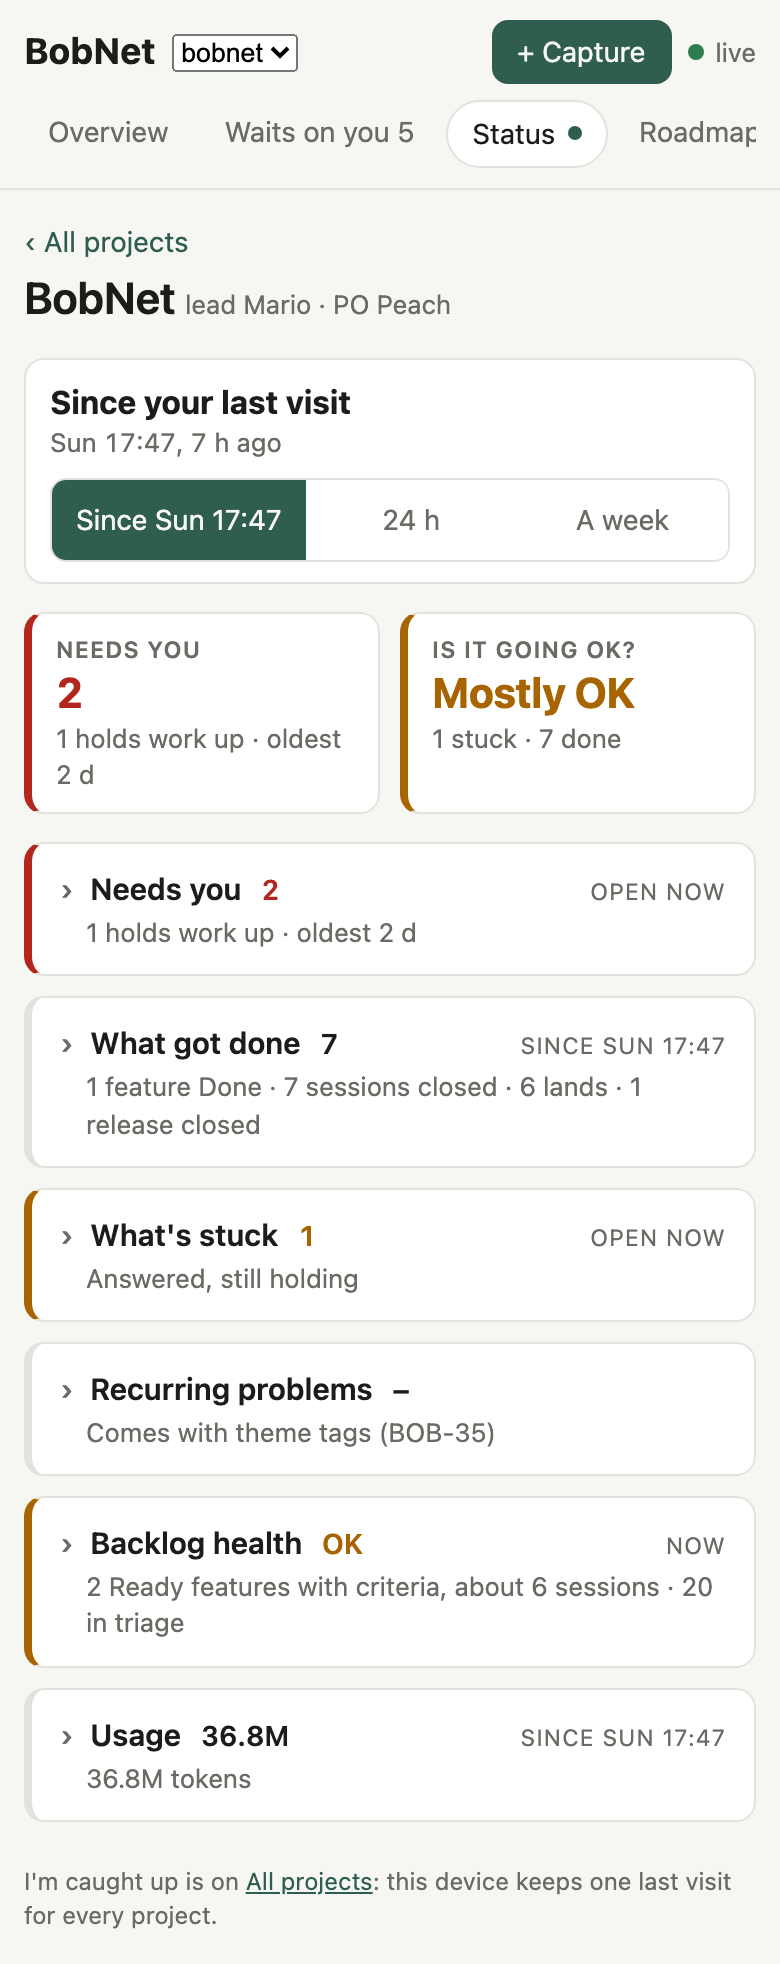 BobNet bobnet + Capture live
Overview Waits on you 5 Status Roadmap
‹ All projects
BobNet lead Mario · PO Peach
Since your last visit
Sun 17:47, 7 h ago
Since Sun 17:47 24 h A week
NEEDS YOU
2
1 holds work up · oldest
2 d
IS IT GOING OK?
Mostly OK
1 stuck · 7 done
› Needs you 2 OPEN NOW
1 holds work up · oldest 2 d
› What got done 7 SINCE SUN 17:47
1 feature Done · 7 sessions closed · 6 lands · 1
release closed
› What's stuck 1 OPEN NOW
Answered, still holding
› Recurring problems –
Comes with theme tags (BOB-35)
› Backlog health OK NOW
2 Ready features with criteria, about 6 sessions · 20
in triage
› Usage 36.8M SINCE SUN 17:47
36.8M tokens
I'm caught up is on All projects: this device keeps one last visit
for every project.